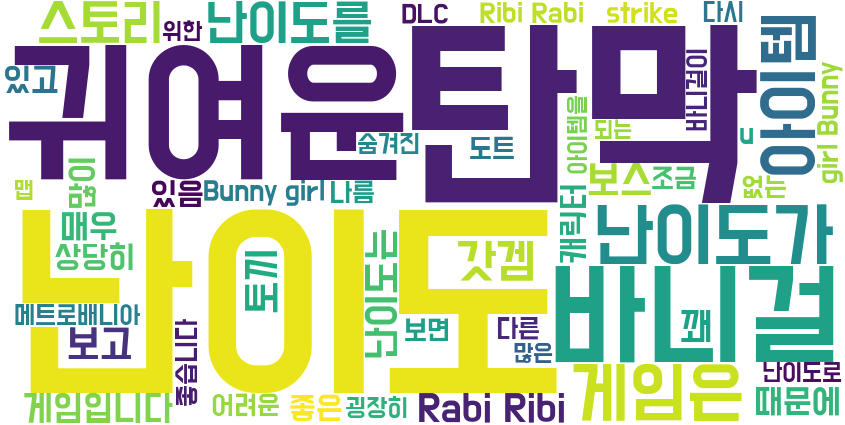 스토리
위한
난이도를
DLC
Ribi Rabi
strike
다시
귀여운
탄막
바니걸이
아이템
girl Bunny
있고
숨겨진
도트
아이템을
되는
u
맵
많이
있음
Bunny girl
나름
캐릭터
보스
조금
없는
매우
상당히
난이도
토끼
난이도는
갓겜
난이도가
바니걸
꽤
메트로배니아
보고
좋습니다
보면
다른
많은
난이도로
게임입니다
어려운
좋은
굉장히
Rabi Ribi
게임은
때문에